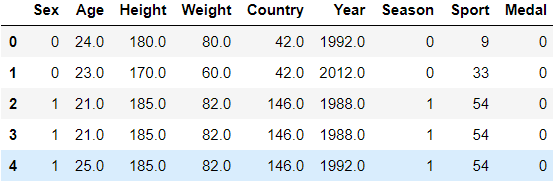 Sex Age Height Weight Country Year Season Sport Medal
0 0 24.0 180.0 80.0 42.0 1992.0 0 9 0
1 0 23.0 170.0 60.0 42.0 2012.0 0 33 0
2 1 21.0 185.0 82.0 146.0 1988.0 1 54 0
3 1 21.0 185.0 82.0 146.0 1988.0 1 54 0
4 1 25.0 185.0 82.0 146.0 1992.0 1 54 0